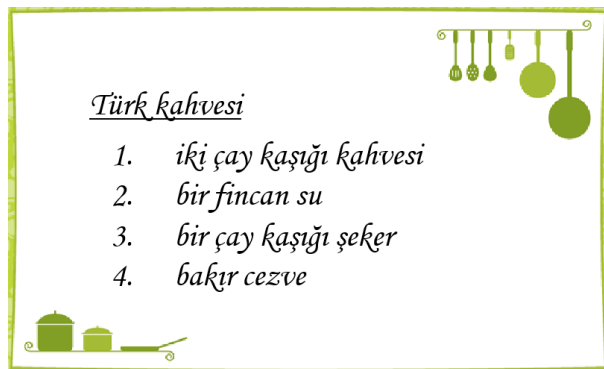 Türk kahvesi
1. iki çay kaşığı kahvesi
2. bir fincan su
3. bir çay kaşığı şeker
4. bakır cezve